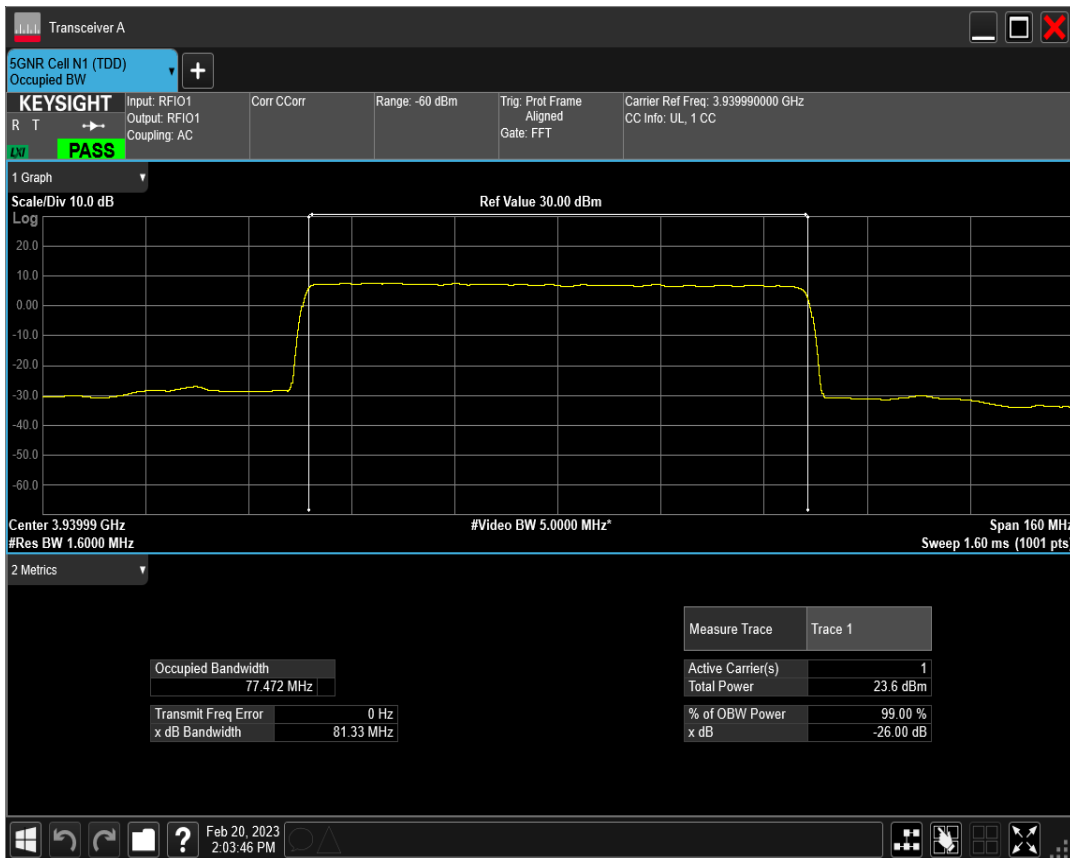 Transceiver A
5GNR Cell N1 (TDD)
Occupied BW
+
KEYSIGHT
R T
LXI
PASS
Input: RFIO1
Output: RFIO1
Coupling: AC
Corr CCorr
Range: -60 dBm
Trig: Prot Frame
Aligned
Gate: FFT
Carrier Ref Freq: 3.939990000 GHz
CC Info: UL, 1 CC
1 Graph
Scale/Div 10.0 dB
Ref Value 30.00 dBm
Log
20.0
10.0
0.00
-10.0
-20.0
-30.0
-40.0
-50.0
-60.0
Center 3.93999 GHz
#Video BW 5.0000 MHz*
Span 160 MHz
#Res BW 1.6000 MHz
Sweep 1.60 ms (1001 pts)
2 Metrics
Measure Trace Trace 1
Occupied Bandwidth
77.472 MHz
Active Carrier(s) 1
Total Power 23.6 dBm
Transmit Freq Error 0 Hz
x dB Bandwidth 81.33 MHz
% of OBW Power 99.00 %
x dB -26.00 dB
?
Feb 20, 2023
2:03:46 PM